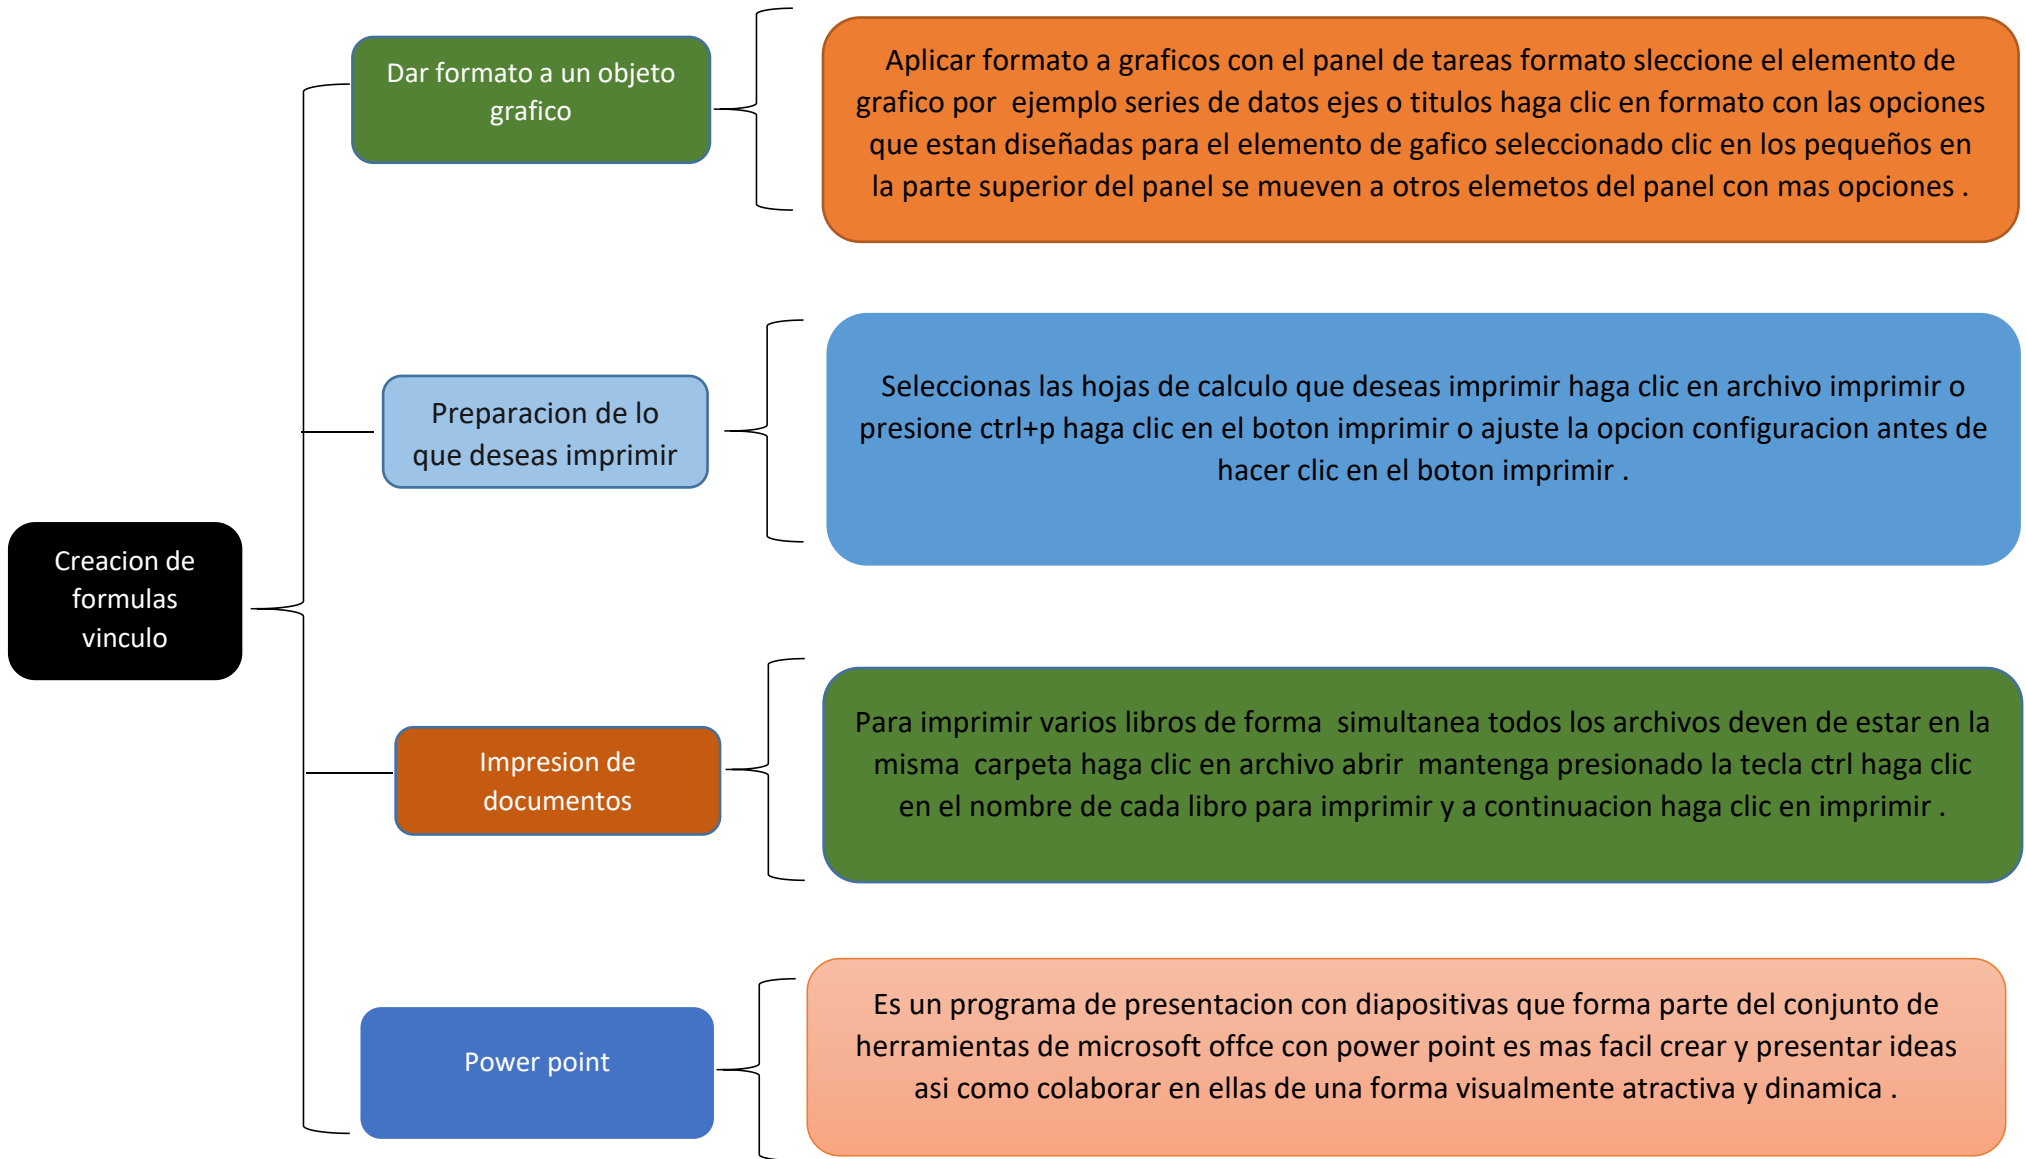 Dar formato a un objeto
grafico
Aplicar formato a graficos con el panel de tareas formato sleccione el elemento de
grafico por  ejemplo series de datos ejes o titulos haga clic en formato con las opciones
que estan diseñadas para el elemento de gafico seleccionado clic en los pequeños en
la parte superior del panel se mueven a otros elemetos del panel con mas opciones .
Preparacion de lo
que deseas imprimir
Seleccionas las hojas de calculo que deseas imprimir haga clic en archivo imprimir o
presione ctrl+p haga clic en el boton imprimir o ajuste la opcion configuracion antes de
hacer clic en el boton imprimir .
Creacion de
formulas
vinculo
Impresion de
documentos
Para imprimir varios libros de forma  simultanea todos los archivos deven de estar en la
misma  carpeta haga clic en archivo abrir  mantenga presionado la tecla ctrl haga clic
en el nombre de cada libro para imprimir y a continuacion haga clic en imprimir .
Power point
Es un programa de presentacion con diapositivas que forma parte del conjunto de
herramientas de microsoft offce con power point es mas facil crear y presentar ideas
asi como colaborar en ellas de una forma visualmente atractiva y dinamica .